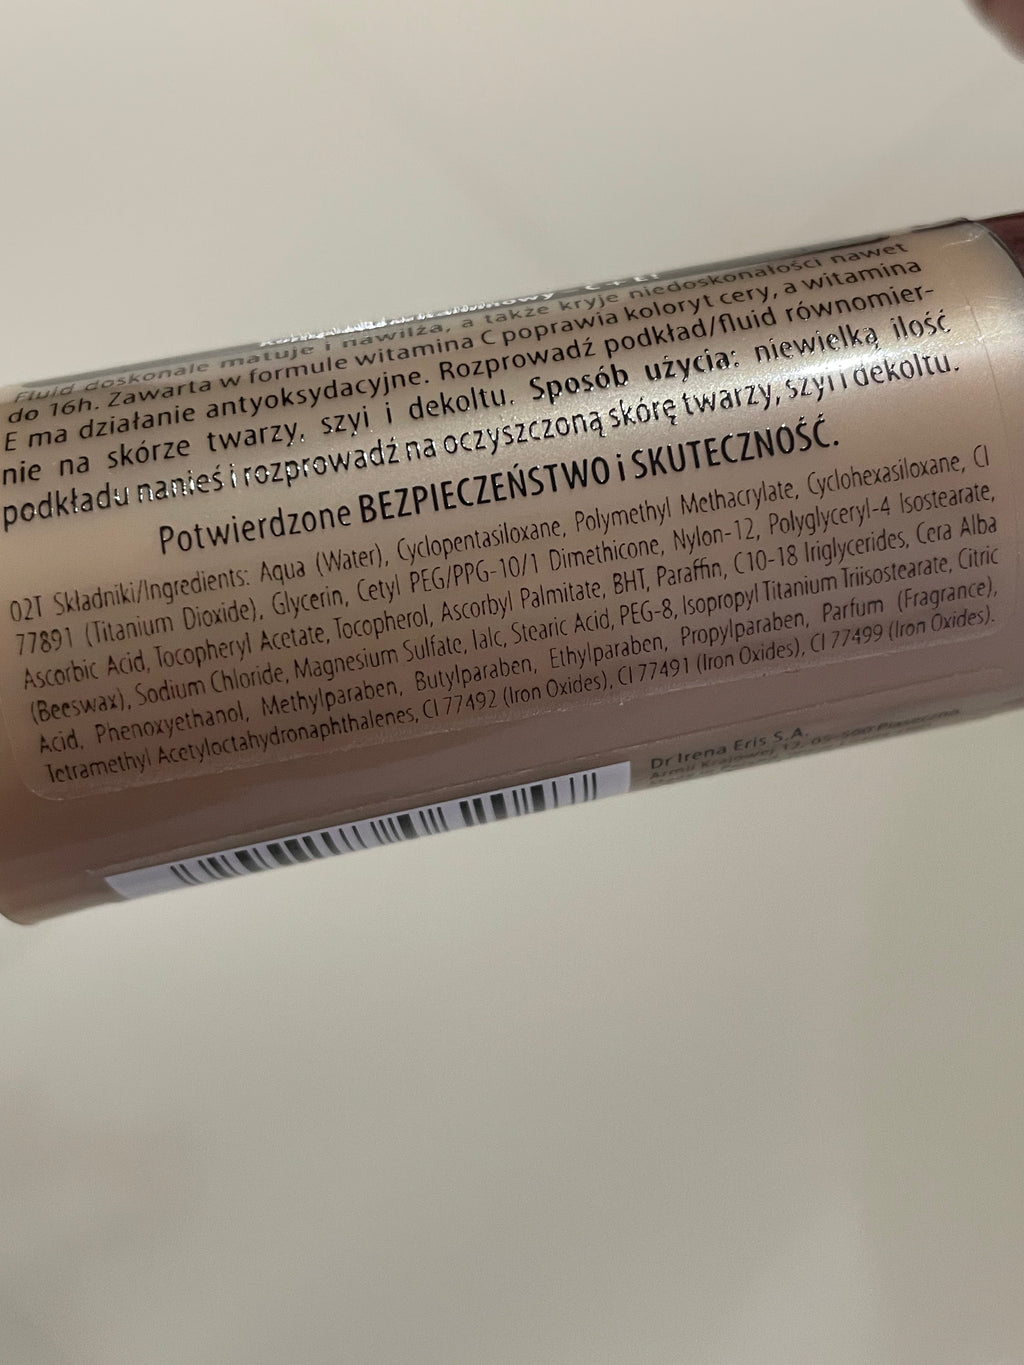 Fluid doskonale matuje i nawilża, a także kryje niedoskonałości nawet
do 16h. Zawarta w formule witamina C poprawia koloryt cery, a witamina
E ma działanie antyoksydacyjne. Rozprowadź podkład/fluid równomier-
nie na skórze twarzy, szyi i dekoltu. Sposób użycia: niewielką ilość
podkładu nanieś i rozprowadź na oczyszczoną skórę twarzy, szyi i dekoltu.
Potwierdzone BEZPIECZEŃSTWO i SKUTECZNOŚĆ.
02T Składniki/Ingredients: Aqua (Water), Cyclopentasiloxane, Polymethyl Methacrylate, Cyclohexasiloxane, CI
77891 (Titanium Dioxide), Glycerin, Cetyl PEG/PPG-10/1 Dimethicone, Nylon-12, Polyglyceryl-4 Isostearate,
Ascorbic Acid, Tocopheryl Acetate, Tocopherol, Ascorbyl Palmitate, BHT, Paraffin, C10-18 Triglycerides, Cera Alba
(Beeswax), Sodium Chloride, Magnesium Sulfate, Talc, Stearic Acid, PEG-8, Isopropyl Titanium Triisostearate, Citric
Acid, Phenoxyethanol, Methylparaben, Butylparaben, Ethylparaben, Propylparaben, Parfum (Fragrance),
Tetramethyl Acetyloctahydronaphthalenes, CI 77492 (Iron Oxides), CI 77491 (Iron Oxides), CI 77499 (Iron Oxides).
Dr Irena Eris S.A.
Armii Krajowej 12, 05-500 Piaseczno